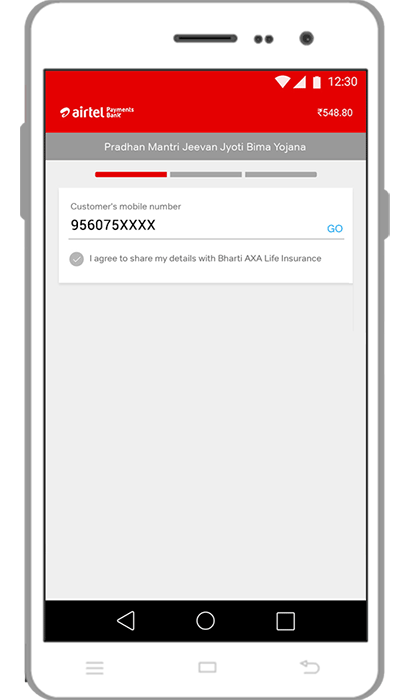 12:30
airtel Payments Bank
₹548.80
Pradhan Mantri Jeevan Jyoti Bima Yojana
Customer's mobile number
956075XXXX
GO
I agree to share my details with Bharti AXA Life Insurance